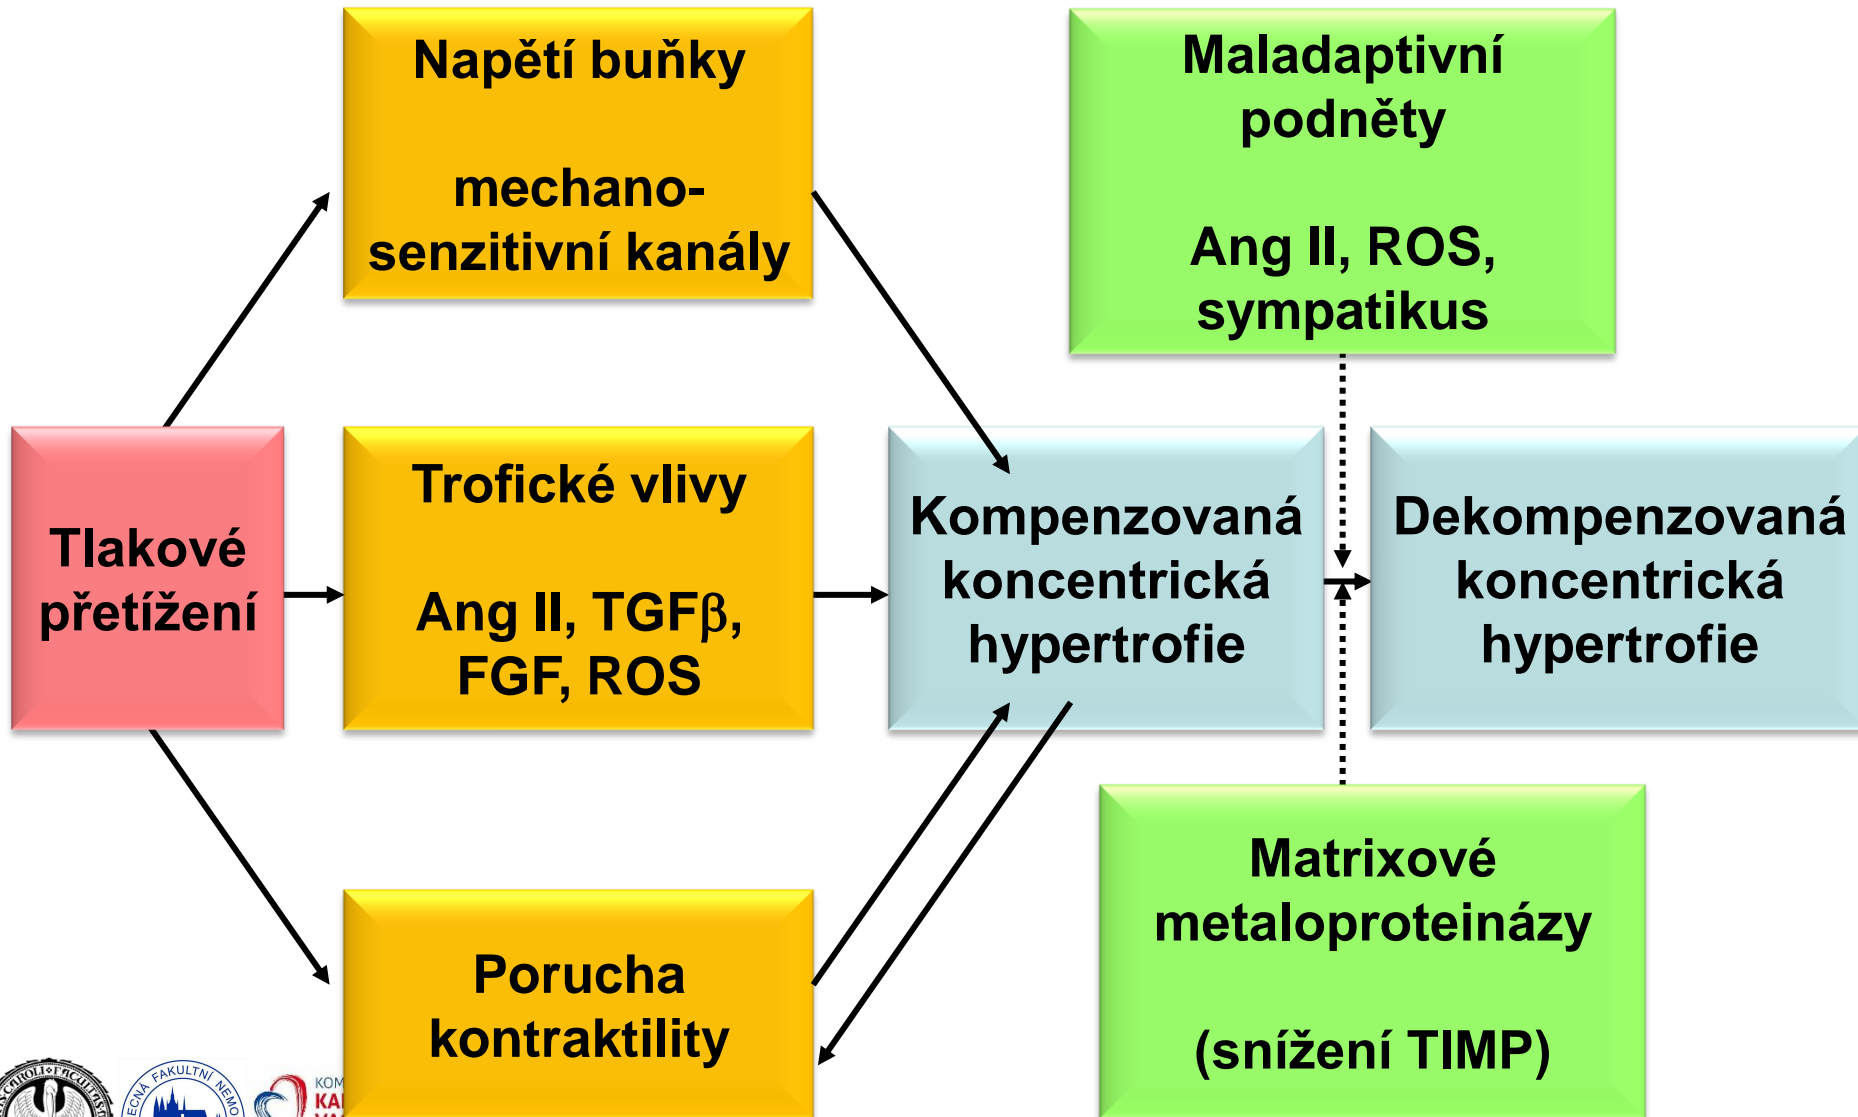 Napětí buňky
mechano-
senzitivní kanály
Maladaptivní
podněty
Ang II, ROS,
sympatikus
Tlakové
přetížení
Trofické vlivy
Ang II, TGFβ,
FGF, ROS
Kompenzovaná
koncentrická
hypertrofie
Dekompenzovaná
koncentrická
hypertrofie
Porucha
kontraktility
Matrixové
metaloproteinázy
(snížení TIMP)
FAKULTNÍ